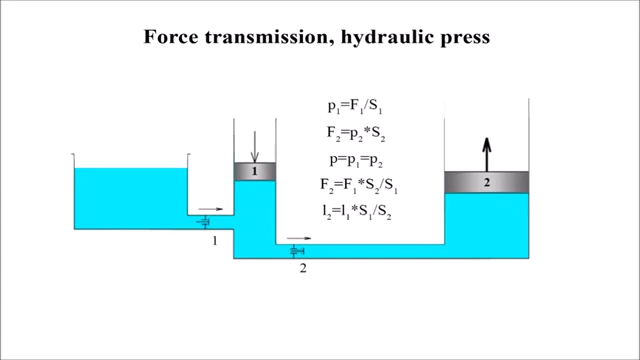 Force transmission, hydraulic press
p₁=F₁/S₁
F₂=p₂*S₂
p=p₁=p₂
F₂=F₁*S₂/S₁
l₂=l₁*S₁/S₂
1
2
1
2